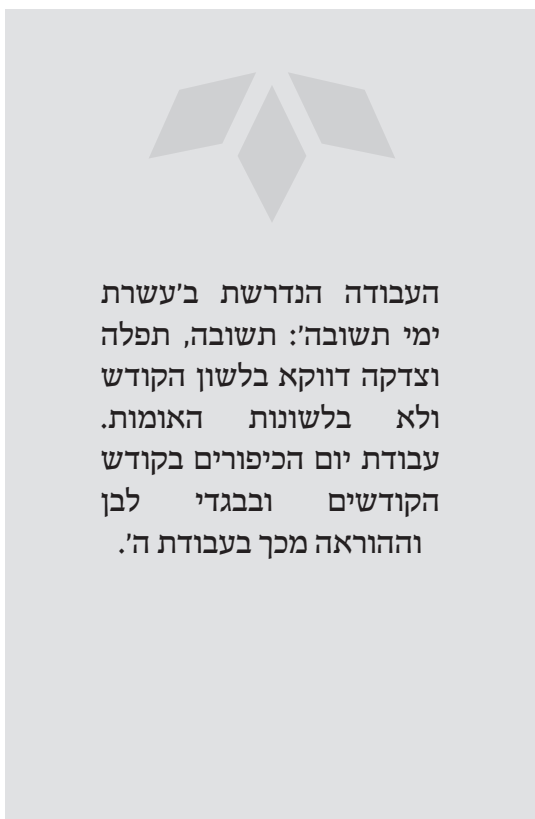 העבודה הנדרשת ב'עשרת
ימי תשובה': תשובה, תפלה
וצדקה דווקא בלשון הקודש
ולא בלשונות האומות.
עבודת יום הכיפורים בקודש
הקודשים ובבגדי לבן
וההוראה מכך בעבודת ה'.